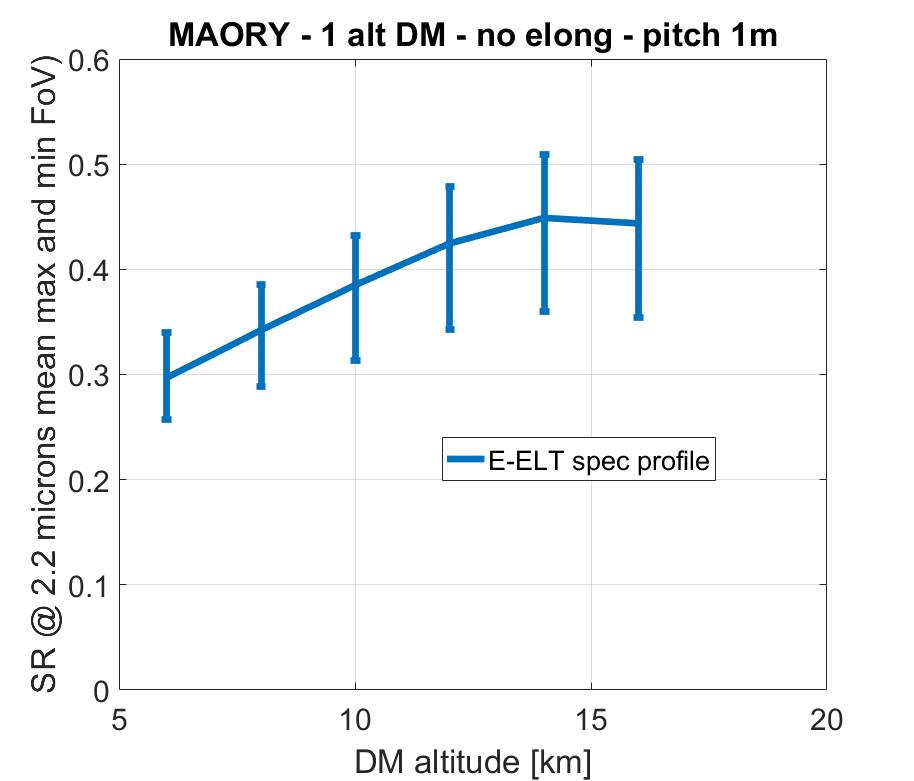 MAORY - 1 alt DM - no elong - pitch 1m
SR @ 2.2 microns mean max and min FoV)
0.6
0.5
0.4
0.3
0.2
0.1
0
E-ELT spec profile
5
10
15
20
DM altitude [km]